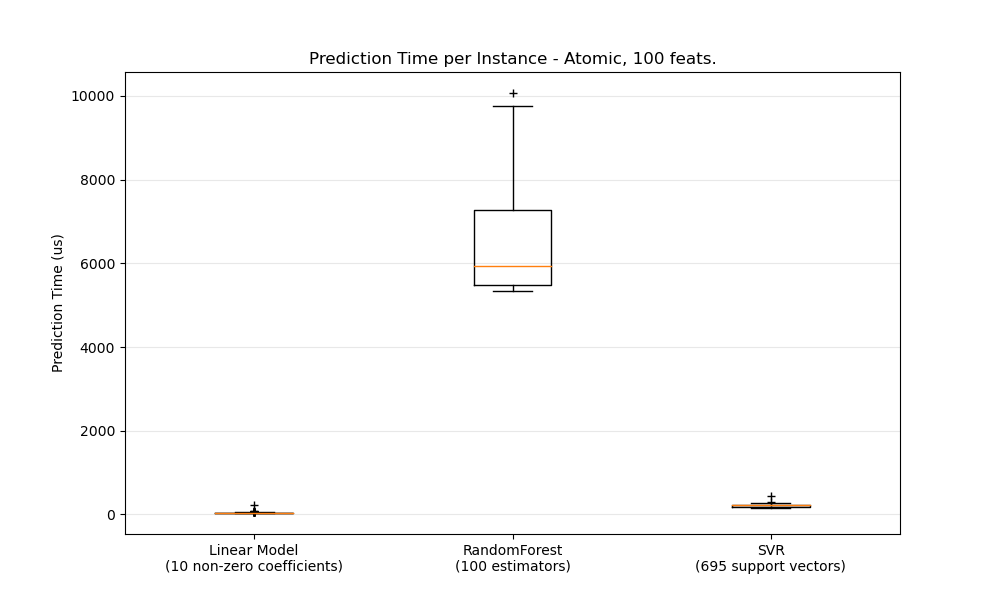 Prediction Time per Instance - Atomic, 100 feats.
Prediction Time (us)
10000
8000
6000
4000
2000
0
Linear Model
(10 non-zero coefficients)
RandomForest
(100 estimators)
SVR
(695 support vectors)